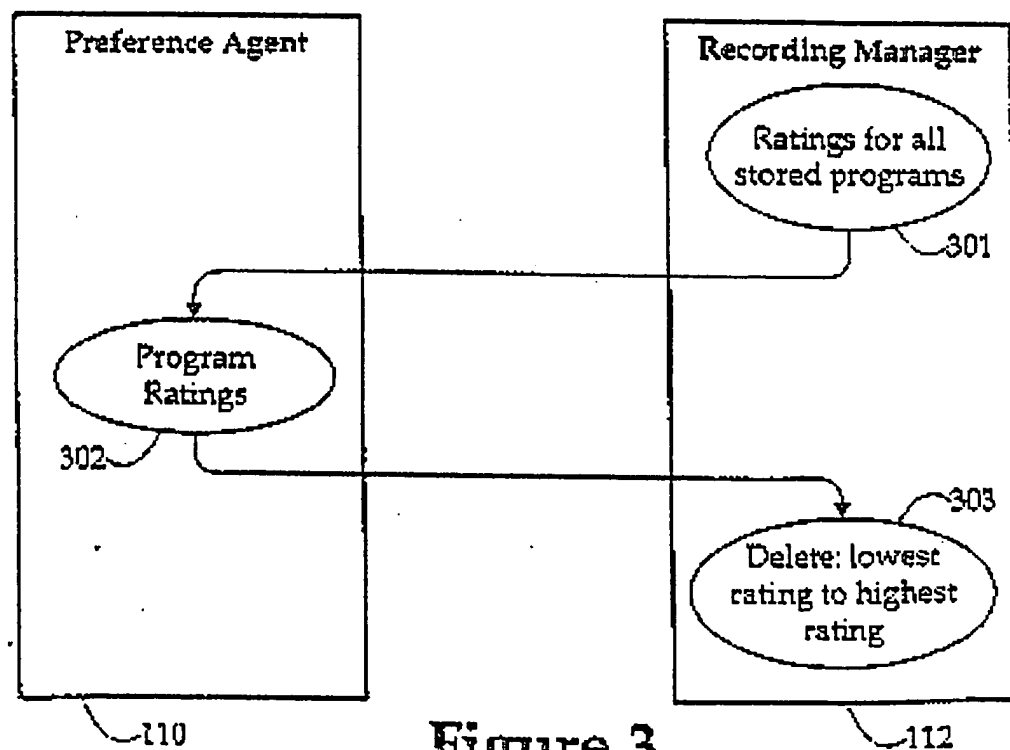 Preference Agent
Recording Manager
Ratings for all
stored programs
301
Program
Ratings
302
303
Delete: lowest
rating to highest
rating
110
112
Figure 3